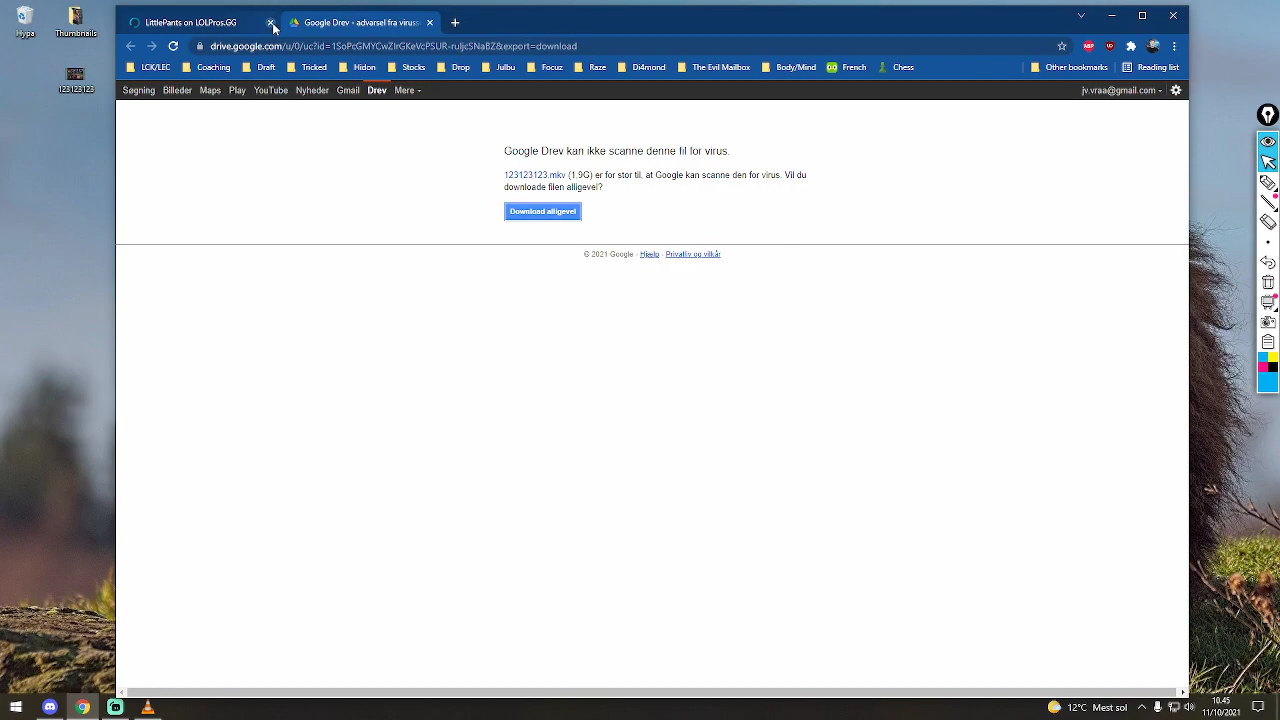 LittlePants on LOLPros.GG
Google Drev - advarsel fra viruss
drive.google.com/u/0/uc?id=1SoPcGMYCwZIrGKeVcPSUR-ruljcSNaBZ&export=download
LCK/LEC
Coaching
Draft
Tricked
Hidon
Stocks
Drop
Julbu
Focuz
Raze
Di4mond
The Evil Mailbox
Body/Mind
French
Chess
Other bookmarks
Reading list
Søgning Billeder Maps Play YouTube Nyheder Gmail Drev Mere
jv.vraa@gmail.com
Google Drev kan ikke scanne denne fil for virus.
123123123.mkv (1,9G) er for stor til, at Google kan scanne den for virus. Vil du
downloade filen alligevel?
Download alligevel
© 2021 Google - Hjælp - Privatliv og vilkår
Hypa
Thumbnails
123123123
ABP
12°C Mest sol
10.45
11/10/2021